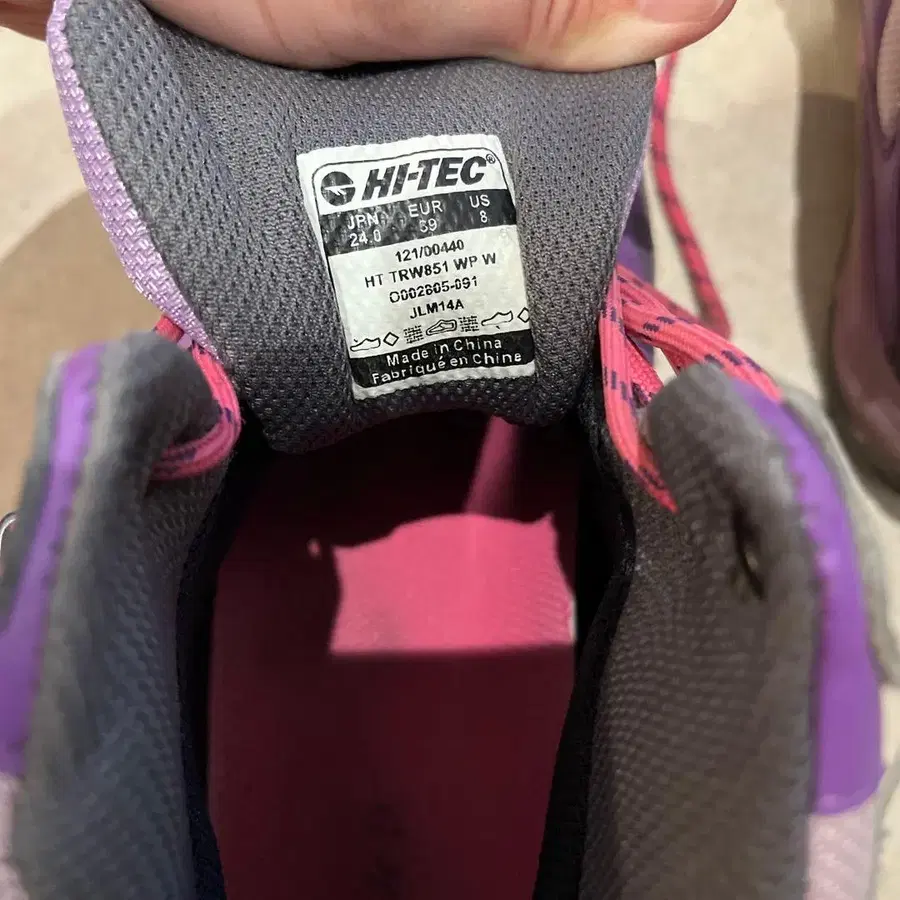 HI-TEC®
JPN EUR US
24.0 39 8
121/00440
HT TRW851 WP W
O002805-091
JLM14A
Made in China
Fabriqué en Chine